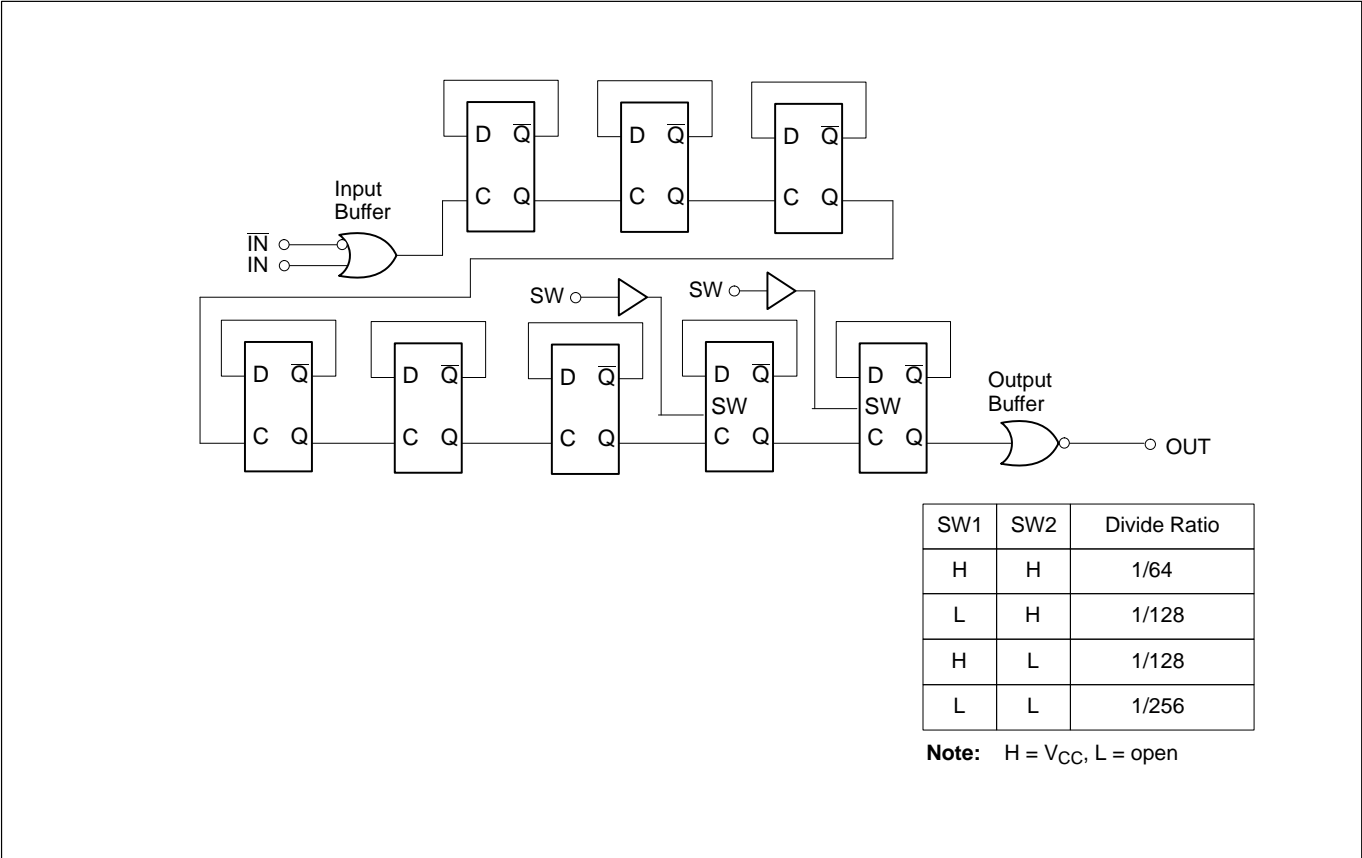 D Q̅ D Q̅ D Q̅
C Q C Q C Q
Input
Buffer
I̅N̅
IN
SW SW
D Q̅ D Q̅ D Q̅ D Q̅ D Q̅
SW SW
C Q C Q C Q C Q C Q
Output
Buffer
OUT
SW1 SW2 Divide Ratio
H H 1/64
L H 1/128
H L 1/128
L L 1/256
Note: H = VCC, L = open